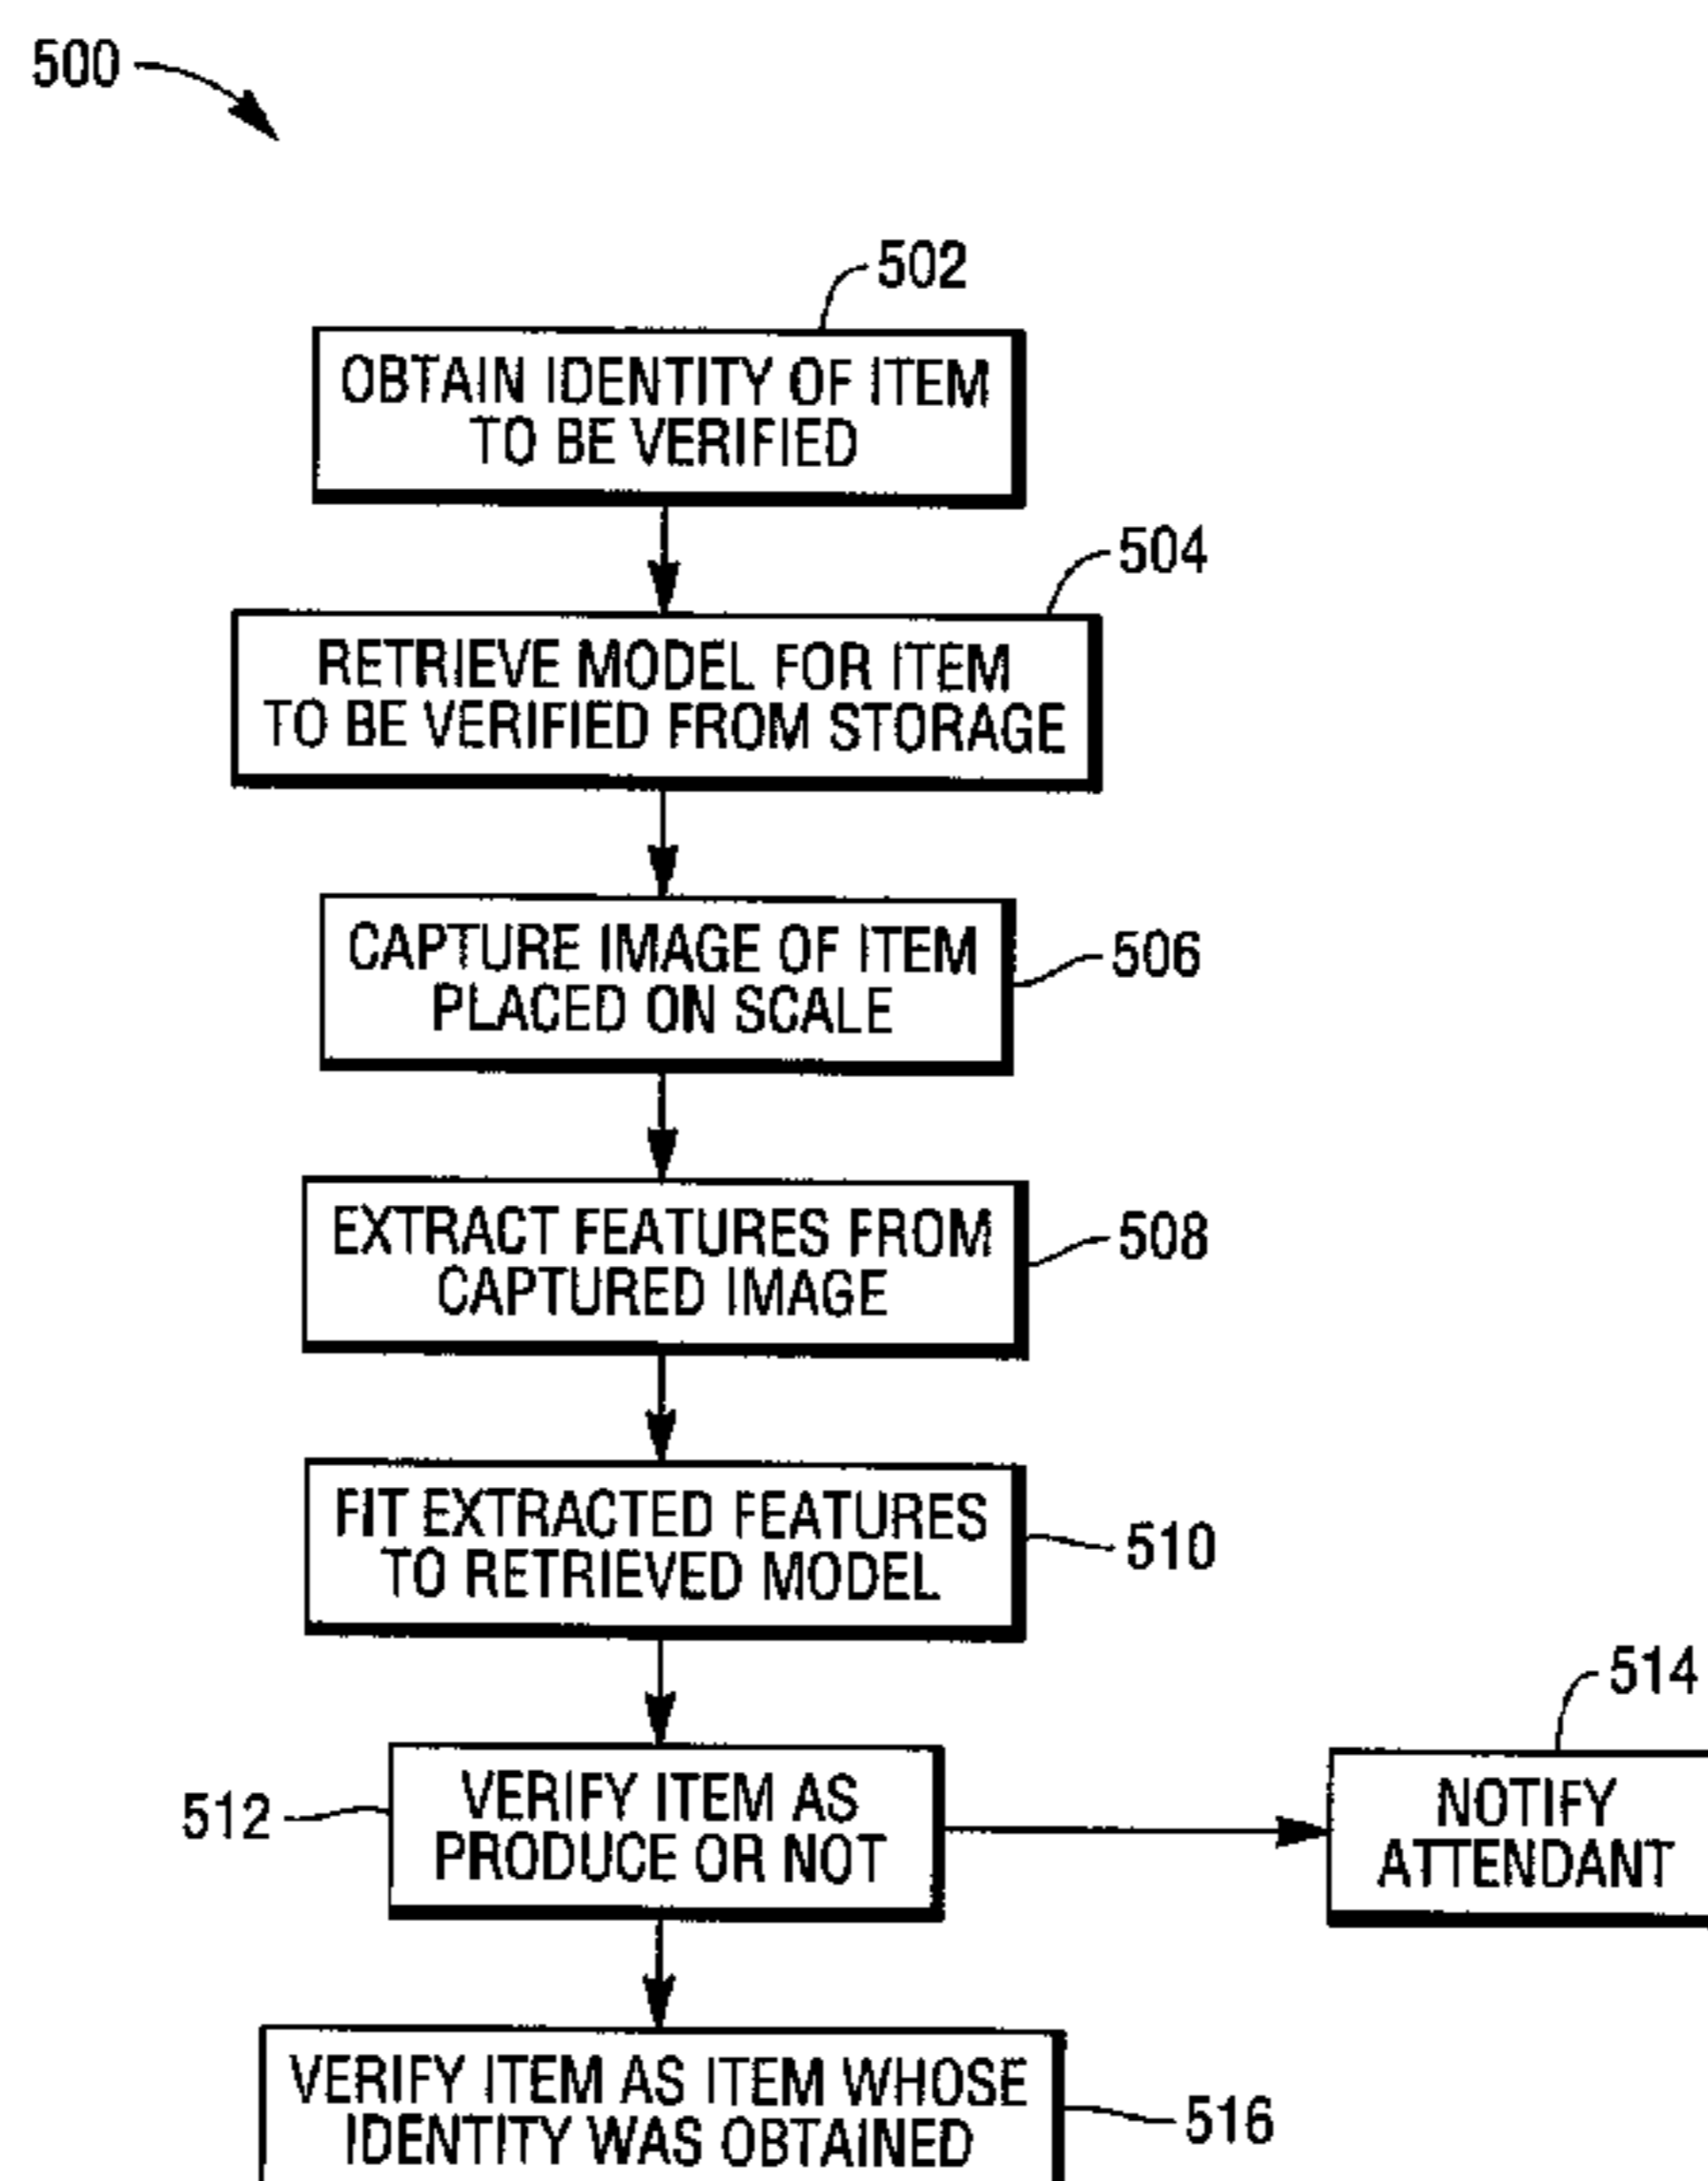 500
502
OBTAIN IDENTITY OF ITEM
TO BE VERIFIED
504
RETRIEVE MODEL FOR ITEM
TO BE VERIFIED FROM STORAGE
CAPTURE IMAGE OF ITEM
PLACED ON SCALE
506
EXTRACT FEATURES FROM
CAPTURED IMAGE
508
FIT EXTRACTED FEATURES
TO RETRIEVED MODEL
510
512
VERIFY ITEM AS
PRODUCE OR NOT
514
NOTIFY
ATTENDANT
VERIFY ITEM AS ITEM WHOSE
IDENTITY WAS OBTAINED
516